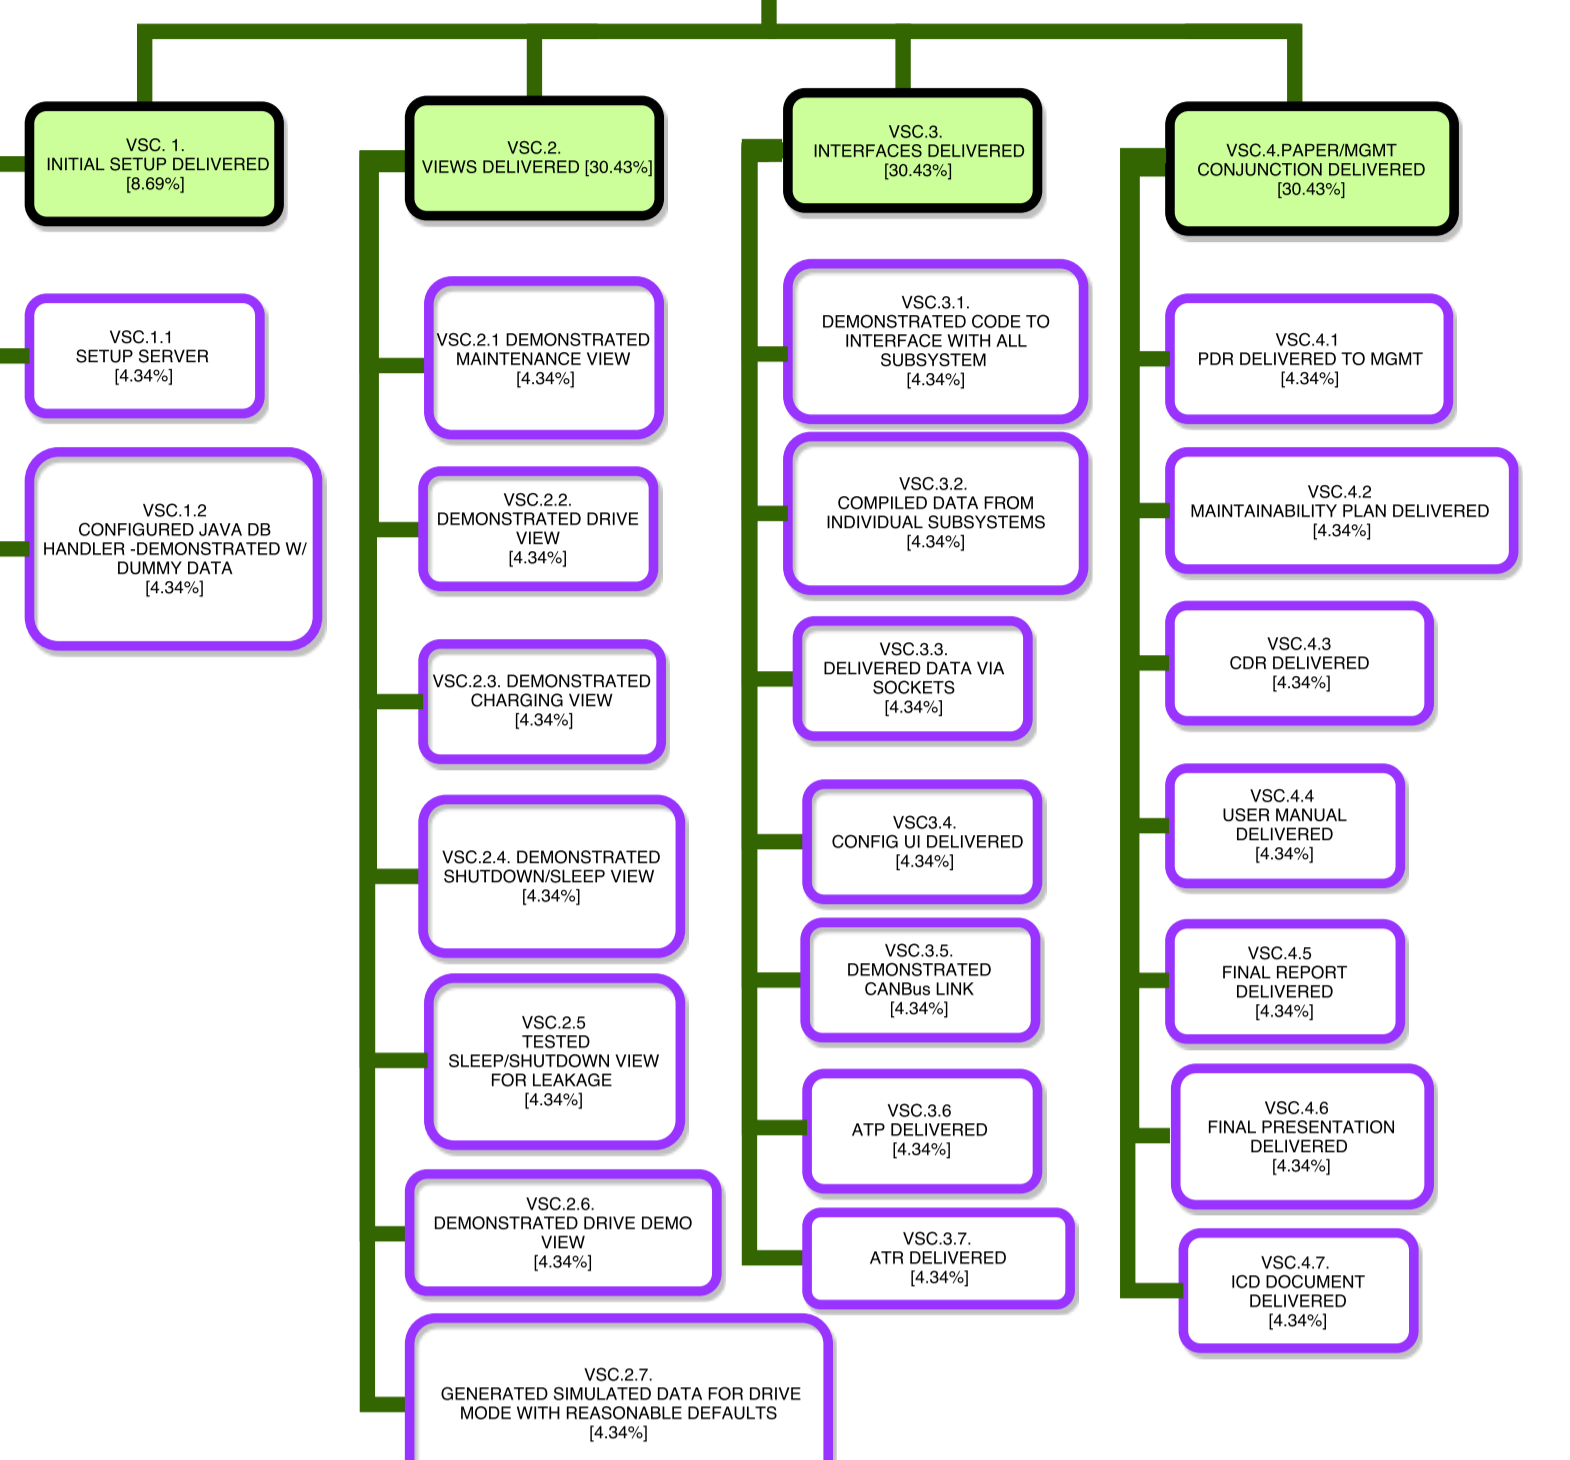 VSC. 1.
INITIAL SETUP DELIVERED
[8.69%]
VSC.1.1
SETUP SERVER
[4.34%]
VSC.1.2
CONFIGURED JAVA DB
HANDLER -DEMONSTRATED W/
DUMMY DATA
[4.34%]
VSC.2.
VIEWS DELIVERED [30.43%]
VSC.2.1 DEMONSTRATED
MAINTENANCE VIEW
[4.34%]
VSC.2.2.
DEMONSTRATED DRIVE
VIEW
[4.34%]
VSC.2.3. DEMONSTRATED
CHARGING VIEW
[4.34%]
VSC.2.4. DEMONSTRATED
SHUTDOWN/SLEEP VIEW
[4.34%]
VSC.2.5
TESTED
SLEEP/SHUTDOWN VIEW
FOR LEAKAGE
[4.34%]
VSC.2.6.
DEMONSTRATED DRIVE DEMO
VIEW
[4.34%]
VSC.2.7.
GENERATED SIMULATED DATA FOR DRIVE
MODE WITH REASONABLE DEFAULTS
[4.34%]
VSC.3.
INTERFACES DELIVERED
[30.43%]
VSC.3.1.
DEMONSTRATED CODE TO
INTERFACE WITH ALL
SUBSYSTEM
[4.34%]
VSC.3.2.
COMPILED DATA FROM
INDIVIDUAL SUBSYSTEMS
[4.34%]
VSC.3.3.
DELIVERED DATA VIA
SOCKETS
[4.34%]
VSC3.4.
CONFIG UI DELIVERED
[4.34%]
VSC.3.5.
DEMONSTRATED
CANBus LINK
[4.34%]
VSC.3.6
ATP DELIVERED
[4.34%]
VSC.3.7.
ATR DELIVERED
[4.34%]
VSC.4.PAPER/MGMT
CONJUNCTION DELIVERED
[30.43%]
VSC.4.1
PDR DELIVERED TO MGMT
[4.34%]
VSC.4.2
MAINTAINABILITY PLAN DELIVERED
[4.34%]
VSC.4.3
CDR DELIVERED
[4.34%]
VSC.4.4
USER MANUAL
DELIVERED
[4.34%]
VSC.4.5
FINAL REPORT
DELIVERED
[4.34%]
VSC.4.6
FINAL PRESENTATION
DELIVERED
[4.34%]
VSC.4.7.
ICD DOCUMENT
DELIVERED
[4.34%]